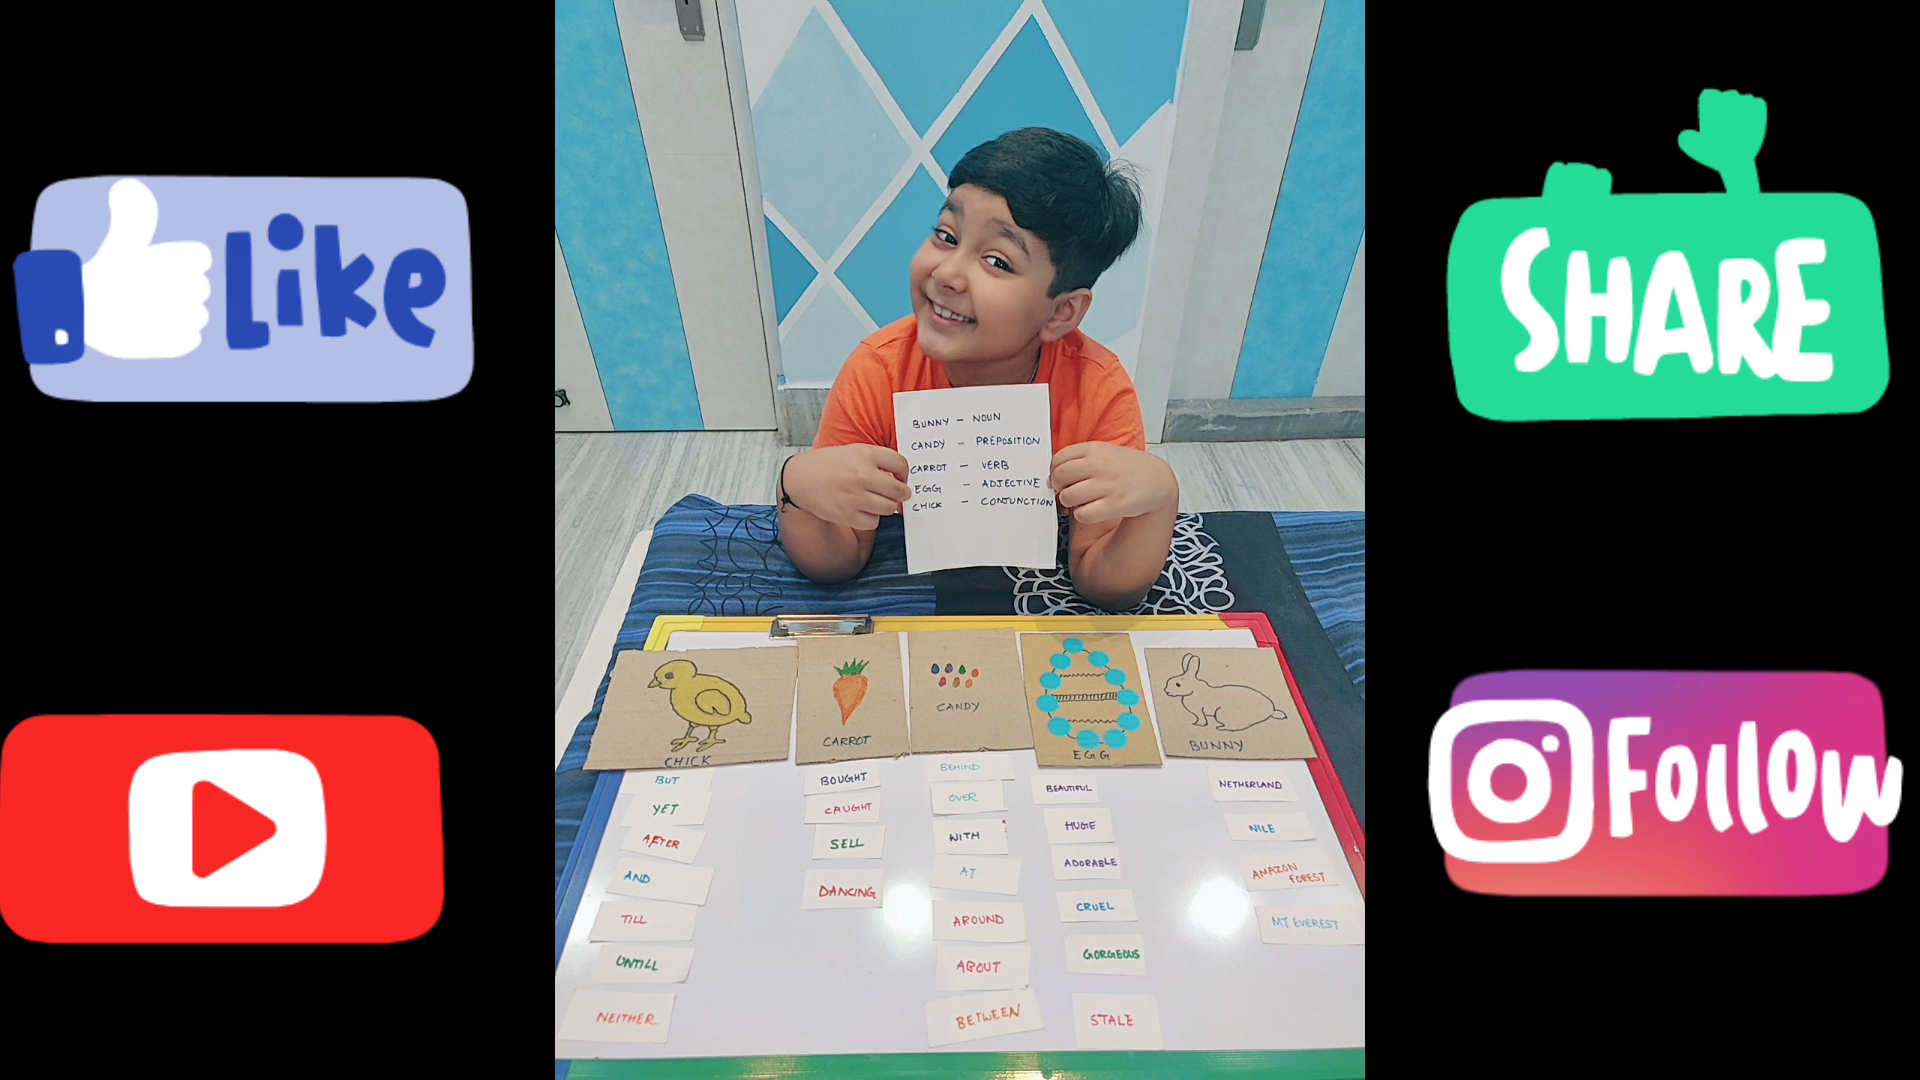 Like
SHARE
BUNNY - NOUN
CANDY - PREPOSITION
CARROT - VERB
EGG - ADJECTIVE
CHICK - CONJUNCTION
CHICK
CARROT
CANDY
EGG
BUNNY
BUT
YET
AFTER
AND
TILL
UNTILL
NEITHER
BOUGHT
CAUGHT
SELL
DANCING
BEHIND
OVER
WITH
AT
AROUND
ABOUT
BETWEEN
BEAUTIFUL
HUGE
ADORABLE
CRUEL
GORGEOUS
STALE
NETHERLAND
NILE
AMAZON
FOREST
MT EVEREST
Follow